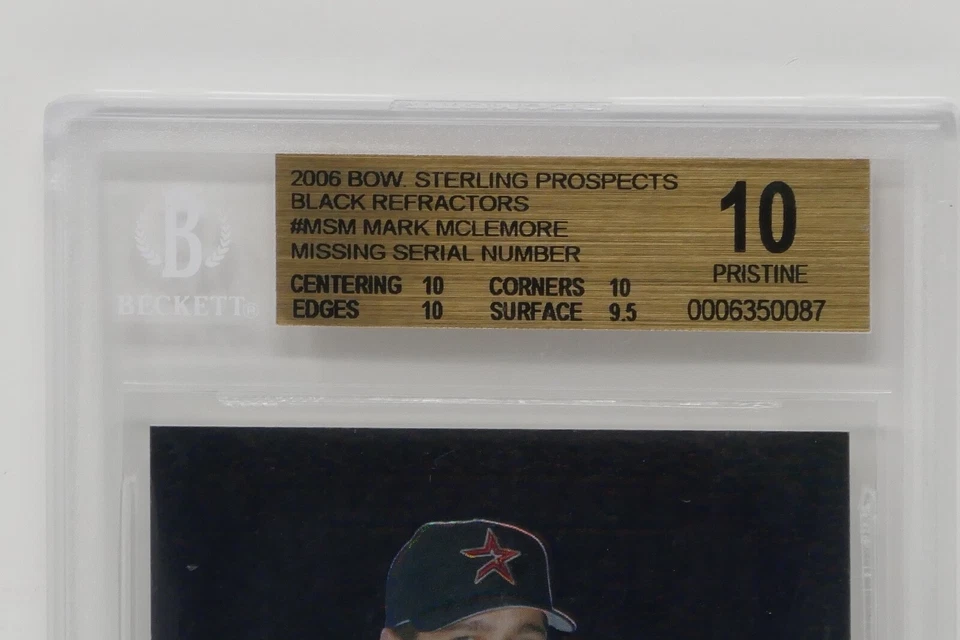 2006 BOW. STERLING PROSPECTS
BLACK REFRACTORS
#MSM MARK MCLEMORE
MISSING SERIAL NUMBER
CENTERING 10 CORNERS 10
EDGES 10 SURFACE 9.5
10
PRISTINE
0006350087
B
BECKETT®